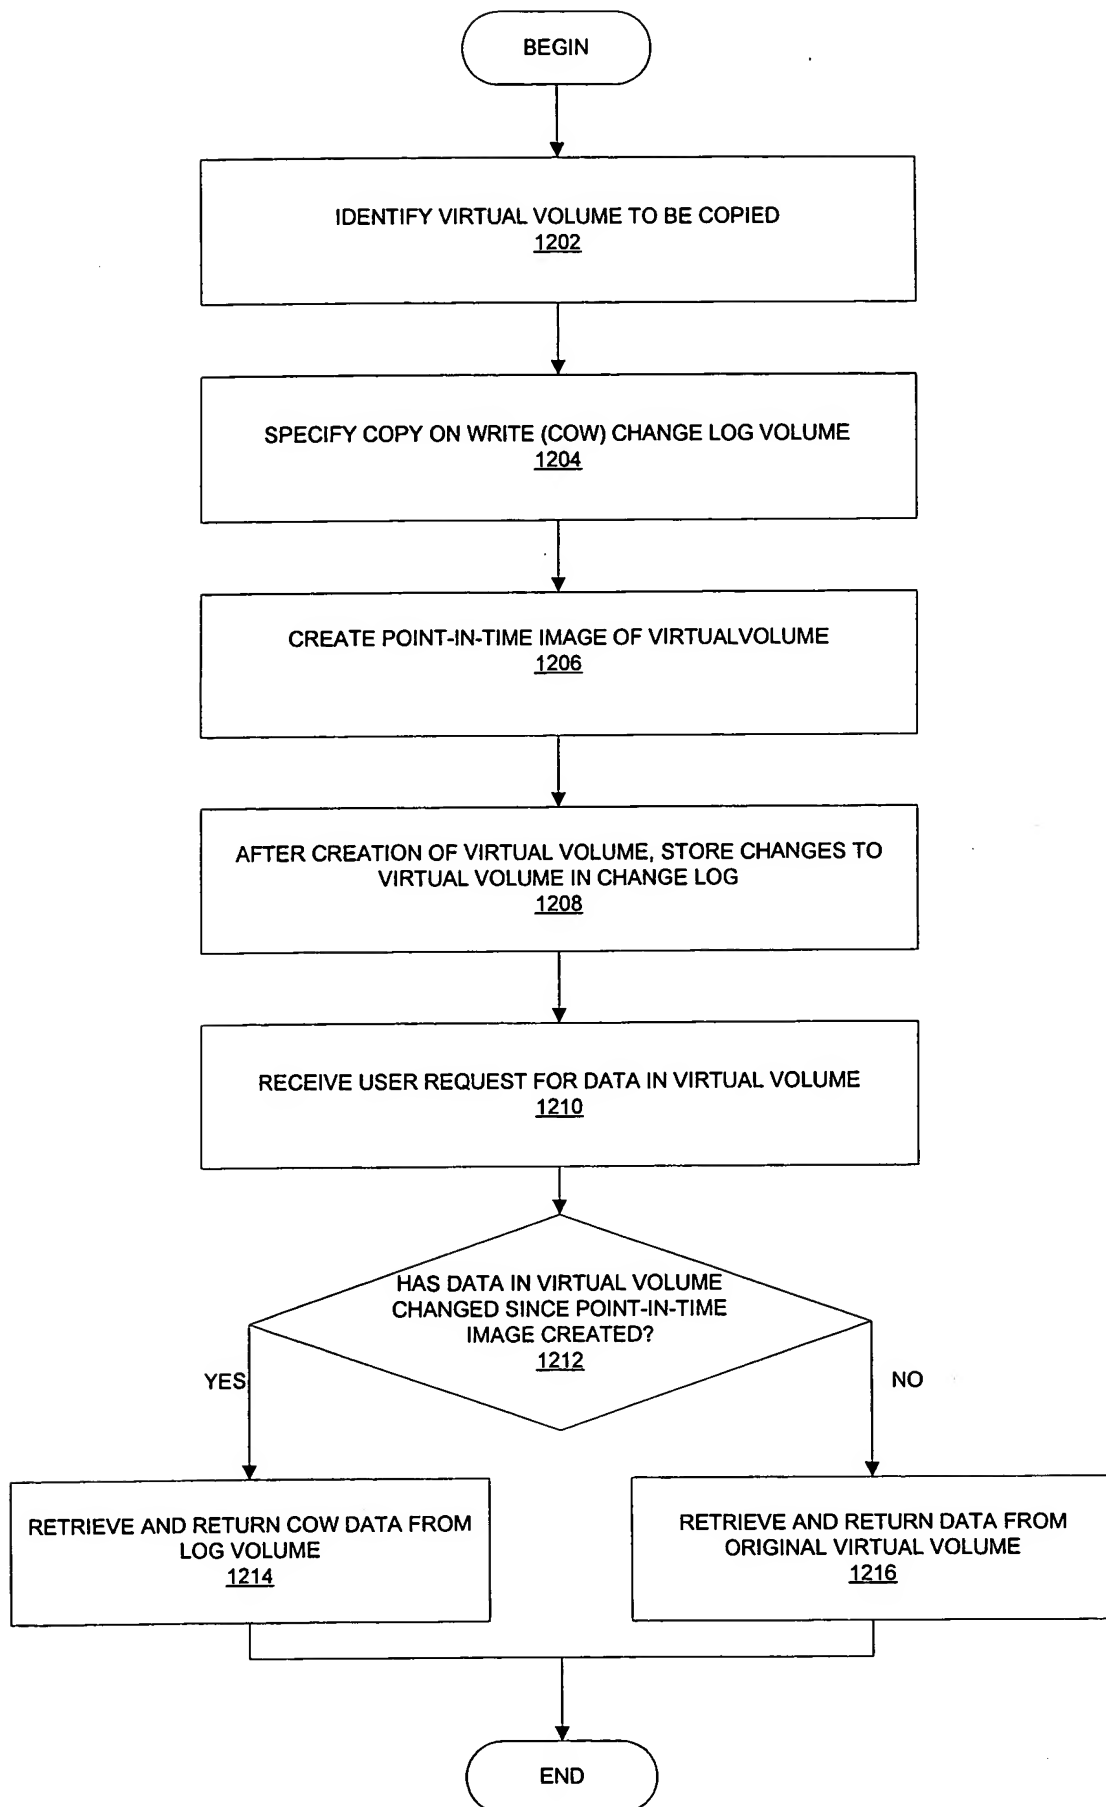 BEGIN
IDENTIFY VIRTUAL VOLUME TO BE COPIED
1202
SPECIFY COPY ON WRITE (COW) CHANGE LOG VOLUME
1204
CREATE POINT-IN-TIME IMAGE OF VIRTUALVOLUME
1206
AFTER CREATION OF VIRTUAL VOLUME, STORE CHANGES TO
VIRTUAL VOLUME IN CHANGE LOG
1208
RECEIVE USER REQUEST FOR DATA IN VIRTUAL VOLUME
1210
HAS DATA IN VIRTUAL VOLUME
CHANGED SINCE POINT-IN-TIME
IMAGE CREATED?
1212
YES
NO
RETRIEVE AND RETURN COW DATA FROM
LOG VOLUME
1214
RETRIEVE AND RETURN DATA FROM
ORIGINAL VIRTUAL VOLUME
1216
END